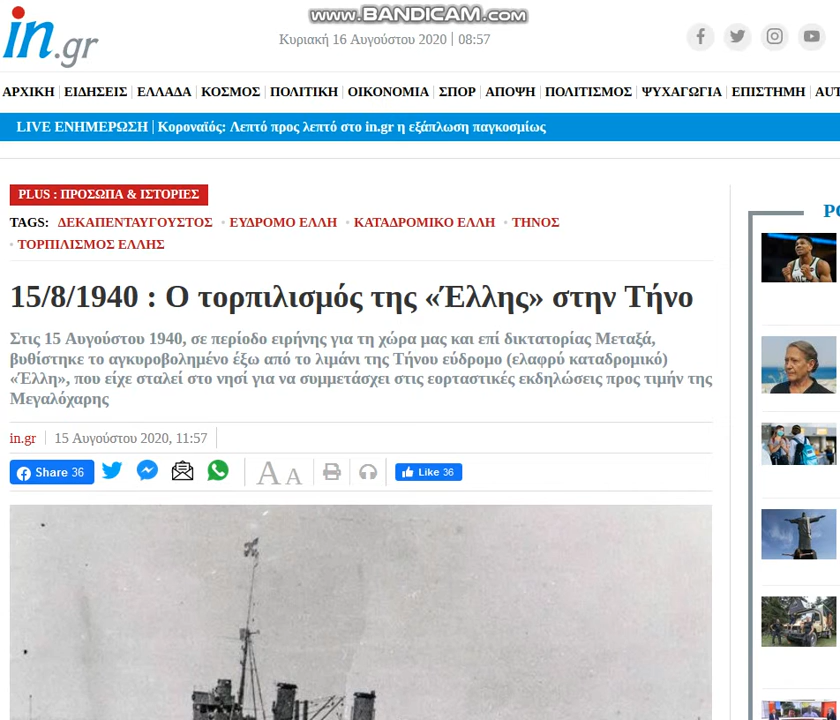 www.BANDICAM.com
in.gr
Κυριακή 16 Αυγούστου 2020 | 08:57
ΑΡΧΙΚΗ ΕΙΔΗΣΕΙΣ ΕΛΛΑΔΑ ΚΟΣΜΟΣ ΠΟΛΙΤΙΚΗ ΟΙΚΟΝΟΜΙΑ ΣΠΟΡ ΑΠΟΨΗ ΠΟΛΙΤΙΣΜΟΣ ΨΥΧΑΓΩΓΙΑ ΕΠΙΣΤΗΜΗ AUT
LIVE ΕΝΗΜΕΡΩΣΗ | Κοροναϊός: Λεπτό προς λεπτό στο in.gr η εξάπλωση παγκοσμίως
PLUS : ΠΡΟΣΩΠΑ & ΙΣΤΟΡΙΕΣ
TAGS: ΔΕΚΑΠΕΝΤΑΥΓΟΥΣΤΟΣ • ΕΥΔΡΟΜΟ ΕΛΛΗ • ΚΑΤΑΔΡΟΜΙΚΟ ΕΛΛΗ • ΤΗΝΟΣ
• ΤΟΡΠΙΛΙΣΜΟΣ ΕΛΛΗΣ
15/8/1940 : Ο τορπιλισμός της «Έλλης» στην Τήνο
Στις 15 Αυγούστου 1940, σε περίοδο ειρήνης για τη χώρα μας και επί δικτατορίας Μεταξά,
βυθίστηκε το αγκυροβολημένο έξω από το λιμάνι της Τήνου εύδρομο (ελαφρύ καταδρομικό)
«Έλλη», που είχε σταλεί στο νησί για να συμμετάσχει στις εορταστικές εκδηλώσεις προς τιμήν της
Μεγαλόχαρης
in.gr 15 Αυγούστου 2020, 11:57
Share 36 A A Like 36